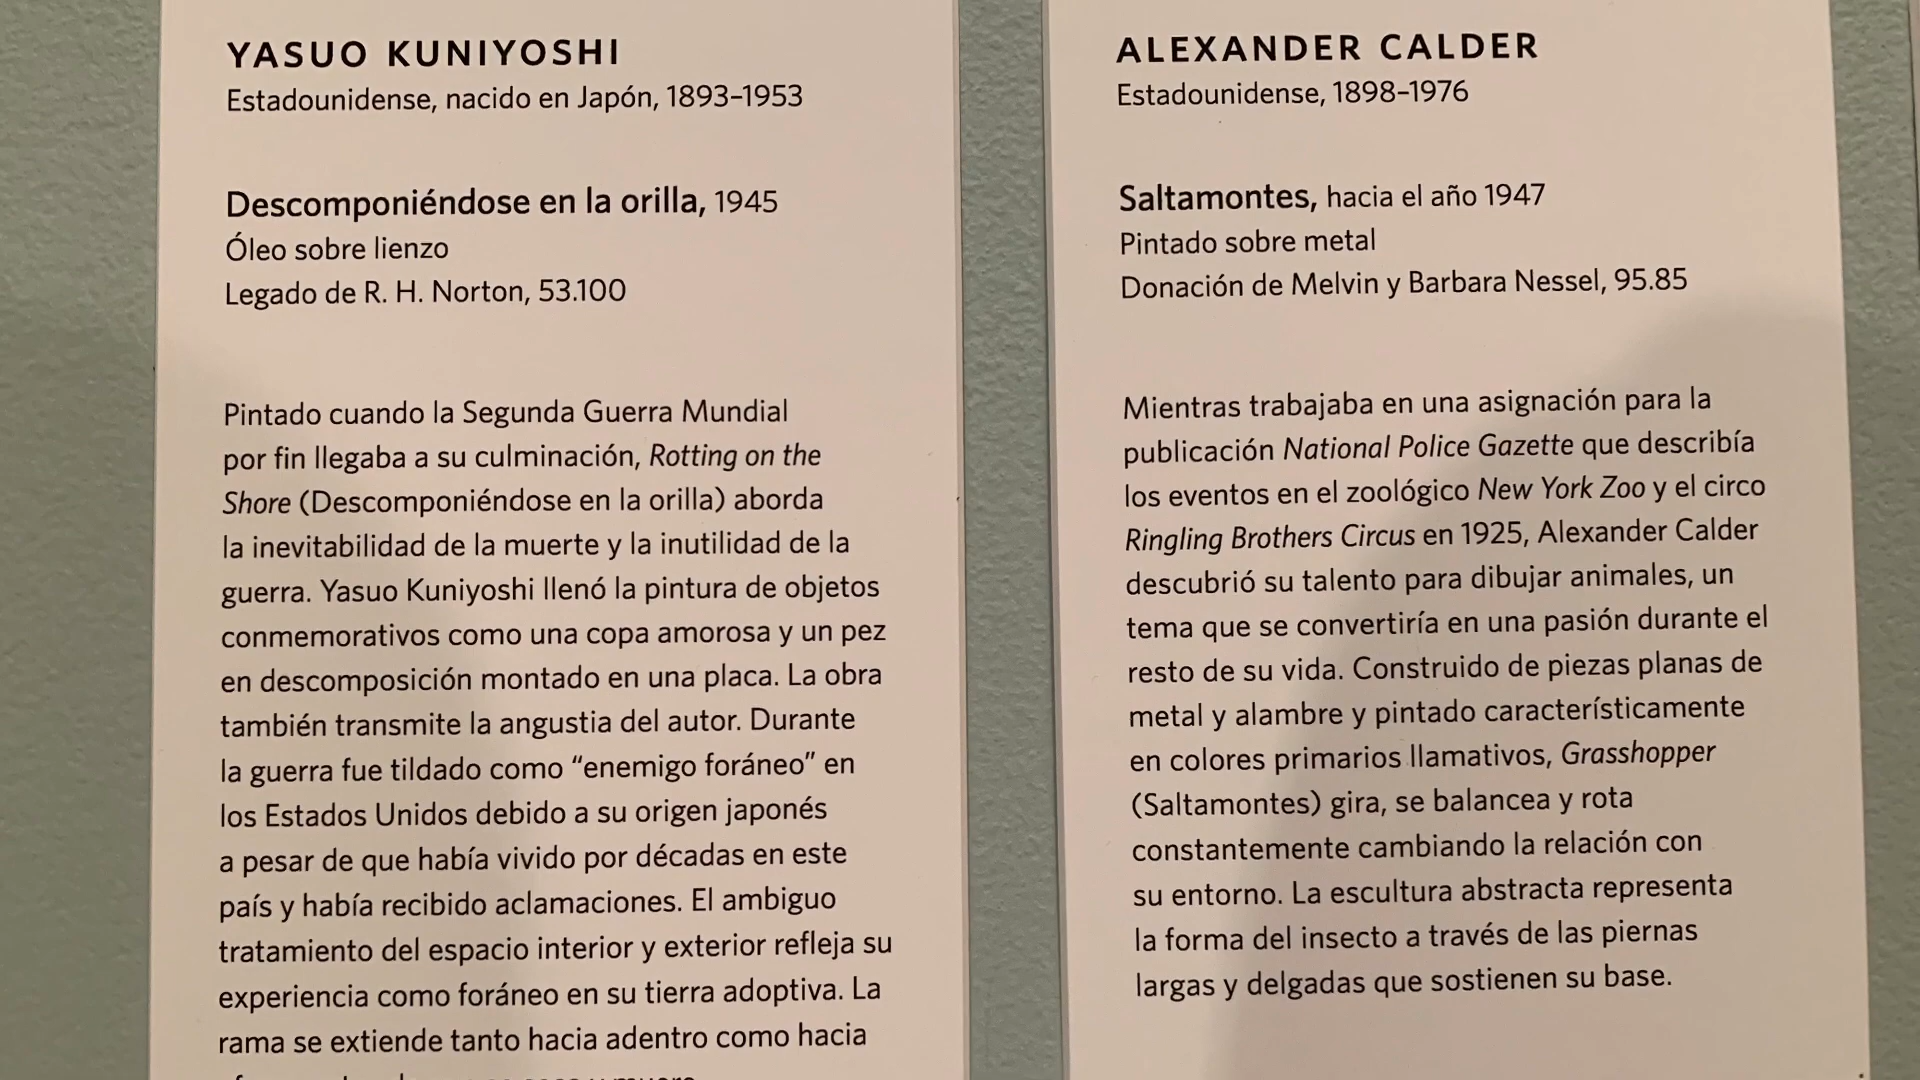 YASUO KUNIYOSHI
Estadounidense, nacido en Japón, 1893–1953
Descomponiéndose en la orilla, 1945
Óleo sobre lienzo
Legado de R. H. Norton, 53.100
Pintado cuando la Segunda Guerra Mundial
por fin llegaba a su culminación, Rotting on the
Shore (Descomponiéndose en la orilla) aborda
la inevitabilidad de la muerte y la inutilidad de la
guerra. Yasuo Kuniyoshi llenó la pintura de objetos
conmemorativos como una copa amorosa y un pez
en descomposición montado en una placa. La obra
también transmite la angustia del autor. Durante
la guerra fue tildado como “enemigo foráneo” en
los Estados Unidos debido a su origen japonés
a pesar de que había vivido por décadas en este
país y había recibido aclamaciones. El ambiguo
tratamiento del espacio interior y exterior refleja su
experiencia como foráneo en su tierra adoptiva. La
rama se extiende tanto hacia adentro como hacia
ALEXANDER CALDER
Estadounidense, 1898–1976
Saltamontes, hacia el año 1947
Pintado sobre metal
Donación de Melvin y Barbara Nessel, 95.85
Mientras trabajaba en una asignación para la
publicación National Police Gazette que describía
los eventos en el zoológico New York Zoo y el circo
Ringling Brothers Circus en 1925, Alexander Calder
descubrió su talento para dibujar animales, un
tema que se convertiría en una pasión durante el
resto de su vida. Construido de piezas planas de
metal y alambre y pintado característicamente
en colores primarios llamativos, Grasshopper
(Saltamontes) gira, se balancea y rota
constantemente cambiando la relación con
su entorno. La escultura abstracta representa
la forma del insecto a través de las piernas
largas y delgadas que sostienen su base.